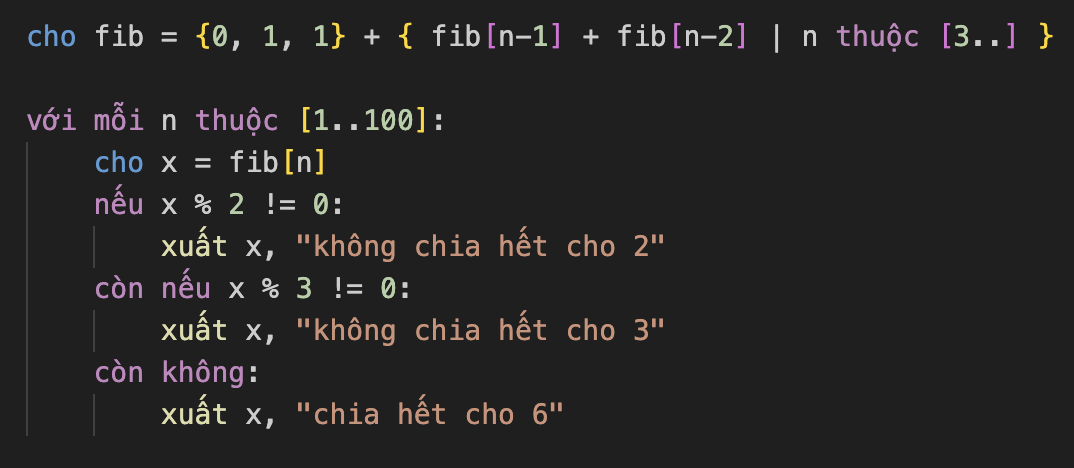 cho fib = {0, 1, 1} + { fib[n-1] + fib[n-2] | n thuộc [3..] }
với mỗi n thuộc [1..100]:
cho x = fib[n]
nếu x % 2 != 0:
xuất x, "không chia hết cho 2"
còn nếu x % 3 != 0:
xuất x, "không chia hết cho 3"
còn không:
xuất x, "chia hết cho 6"